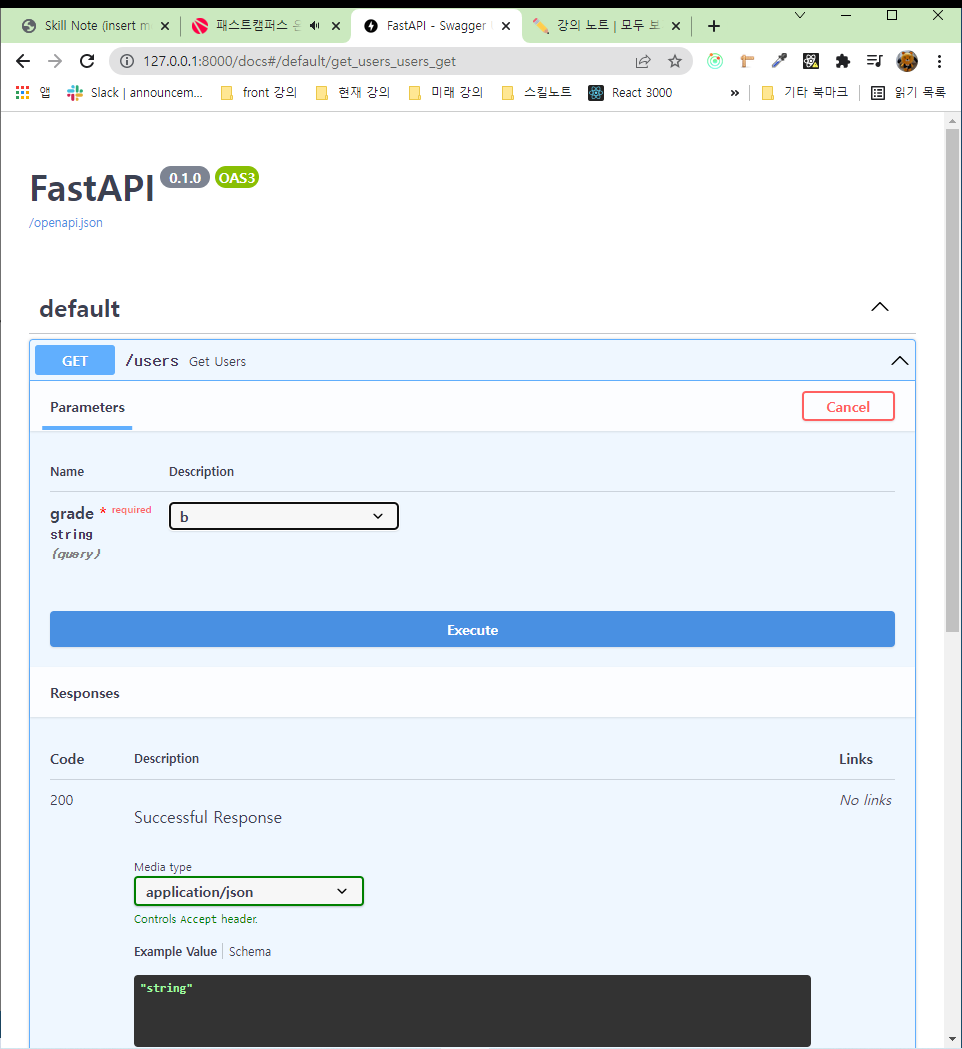 Skill Note (insert m
패스트캠퍼스 온
FastAPI - Swagger
강의 노트 | 모두 보
127.0.0.1:8000/docs#/default/get_users_users_get
앱
Slack | announcem...
front 강의
현재 강의
미래 강의
스킬노트
React 3000
»
기타 북마크
읽기 목록
FastAPI 0.1.0 OAS3
/openapi.json
default
GET /users Get Users
Parameters
Cancel
Name Description
grade * required
b
string
(query)
Execute
Responses
Code Description Links
200
No links
Successful Response
Media type
application/json
Controls Accept header.
Example Value | Schema
"string"